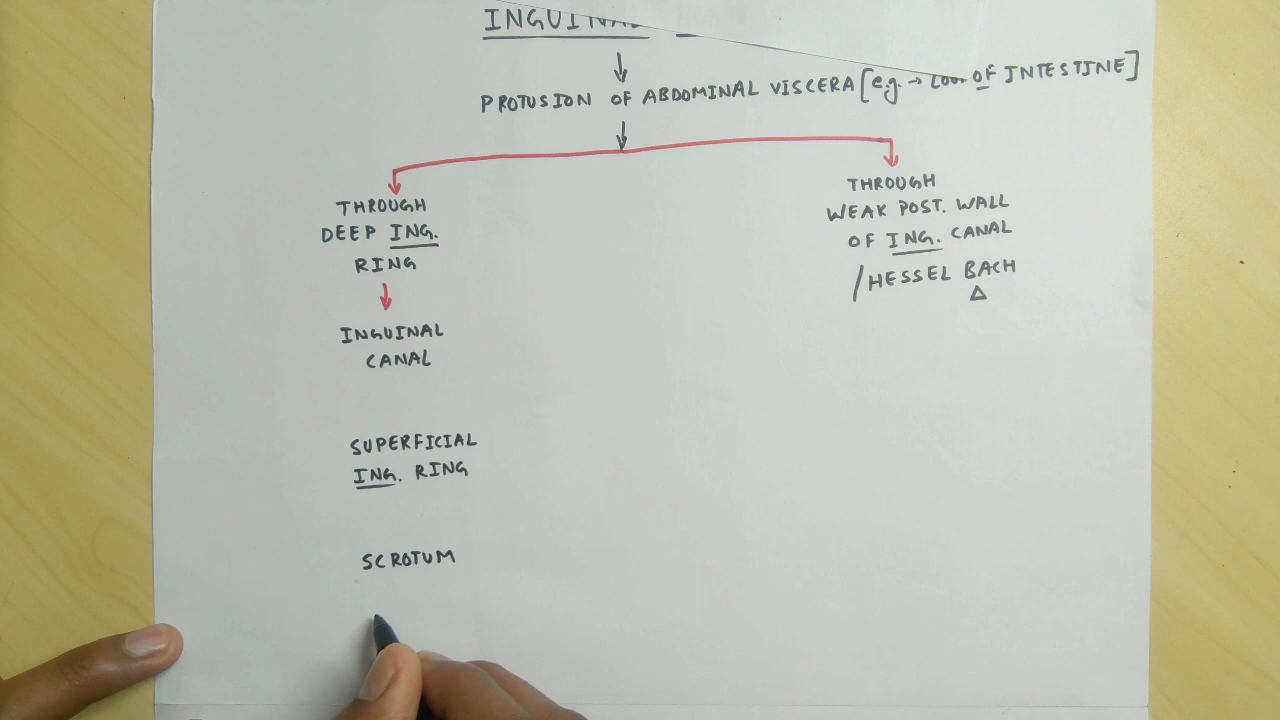 INGUINAL
PROTUSION OF ABDOMINAL VISCERA [e.g. → LOOP OF INTESTINE]
THROUGH
DEEP ING.
RING
INGUINAL
CANAL
SUPERFICIAL
ING. RING
SCROTUM
THROUGH
WEAK POST. WALL
OF ING. CANAL
/HESSEL BACH
Δ